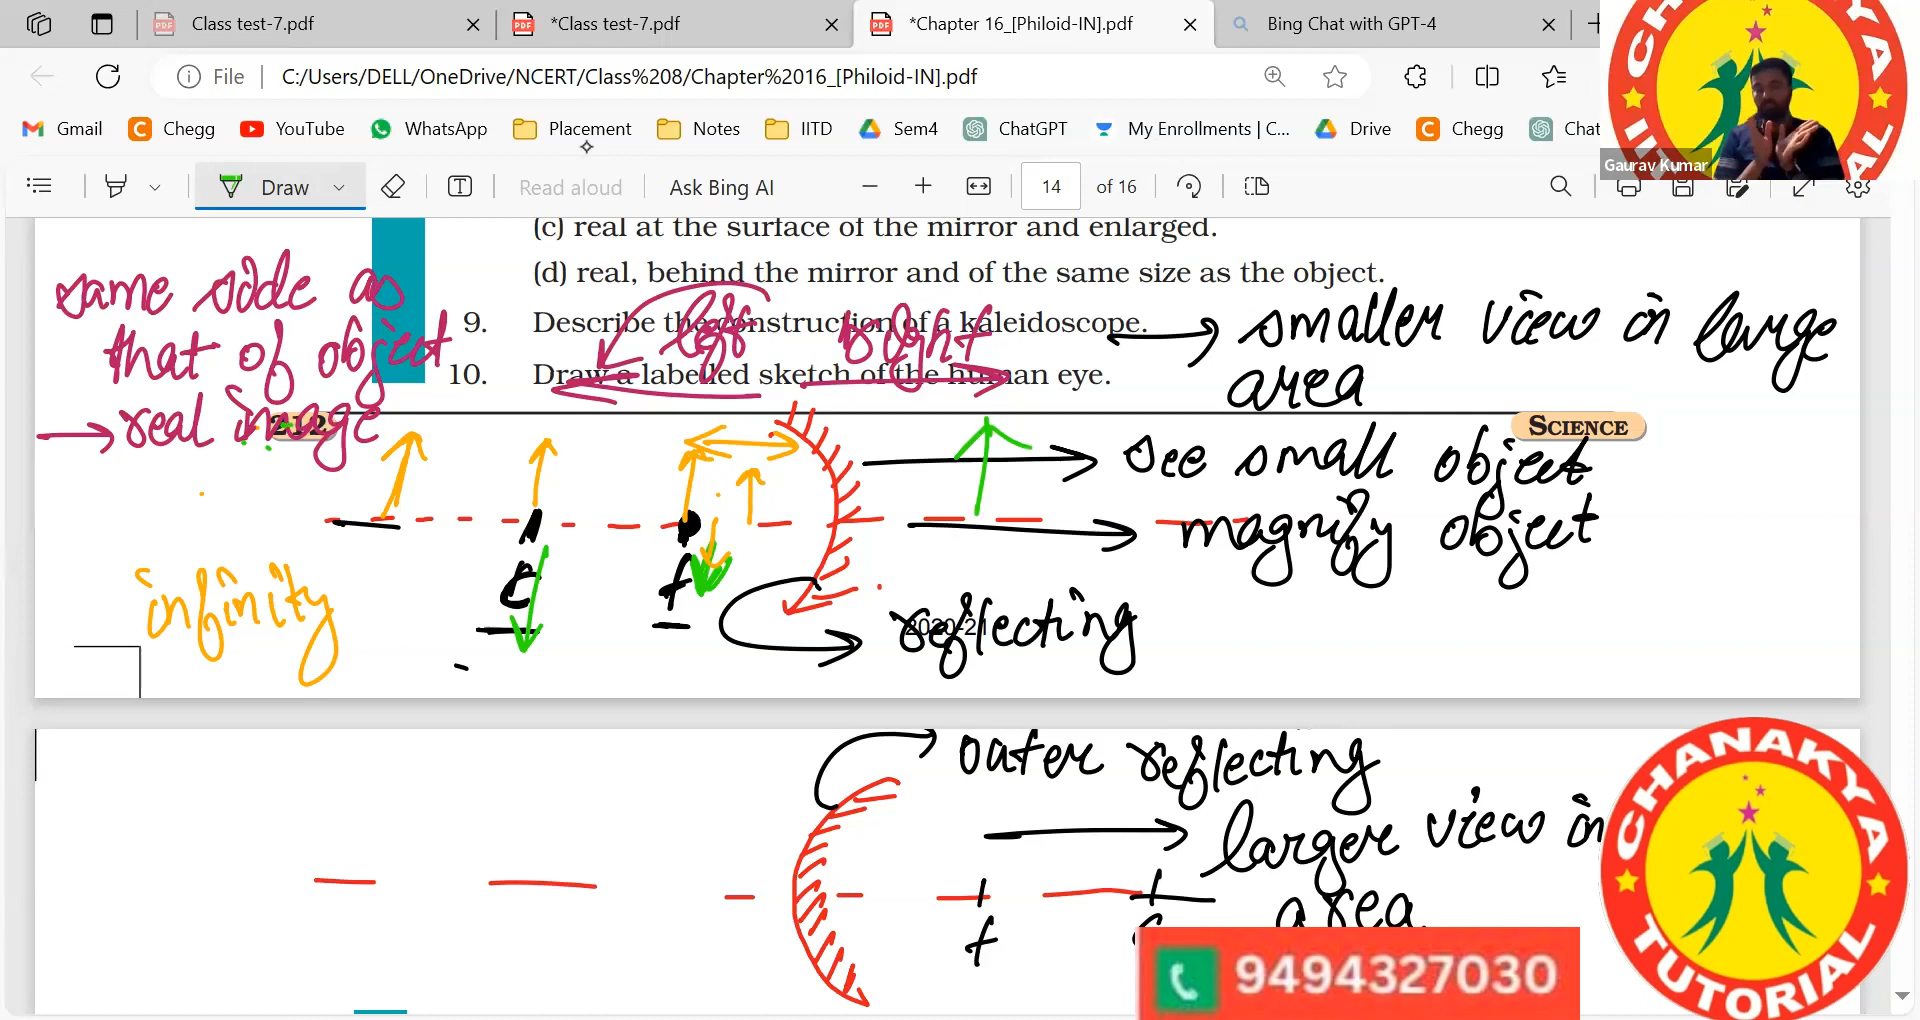 Class test-7.pdf
*Class test-7.pdf
*Chapter 16_[Philoid-IN].pdf
Bing Chat with GPT-4
File
C:/Users/DELL/OneDrive/NCERT/Class%208/Chapter%2016_[Philoid-IN].pdf
Gmail
Chegg
YouTube
WhatsApp
Placement
Notes
IITD
Sem4
ChatGPT
My Enrollments | C...
Drive
Chegg
Chat
Gaurav Kumar
Draw
Read aloud
Ask Bing AI
14 of 16
(c) real at the surface of the mirror and enlarged.
(d) real, behind the mirror and of the same size as the object.
9. Describe the construction of a kaleidoscope.
10. Draw a labelled sketch of the human eye.
same side as
that of object
→ real image
left
right
smaller view in large
area
212
SCIENCE
see small object
magnify object
infinity
C
f
reflecting
2020-21
outer reflecting
larger view in
area
f
CHANAKYA
TUTORIAL
9494327030